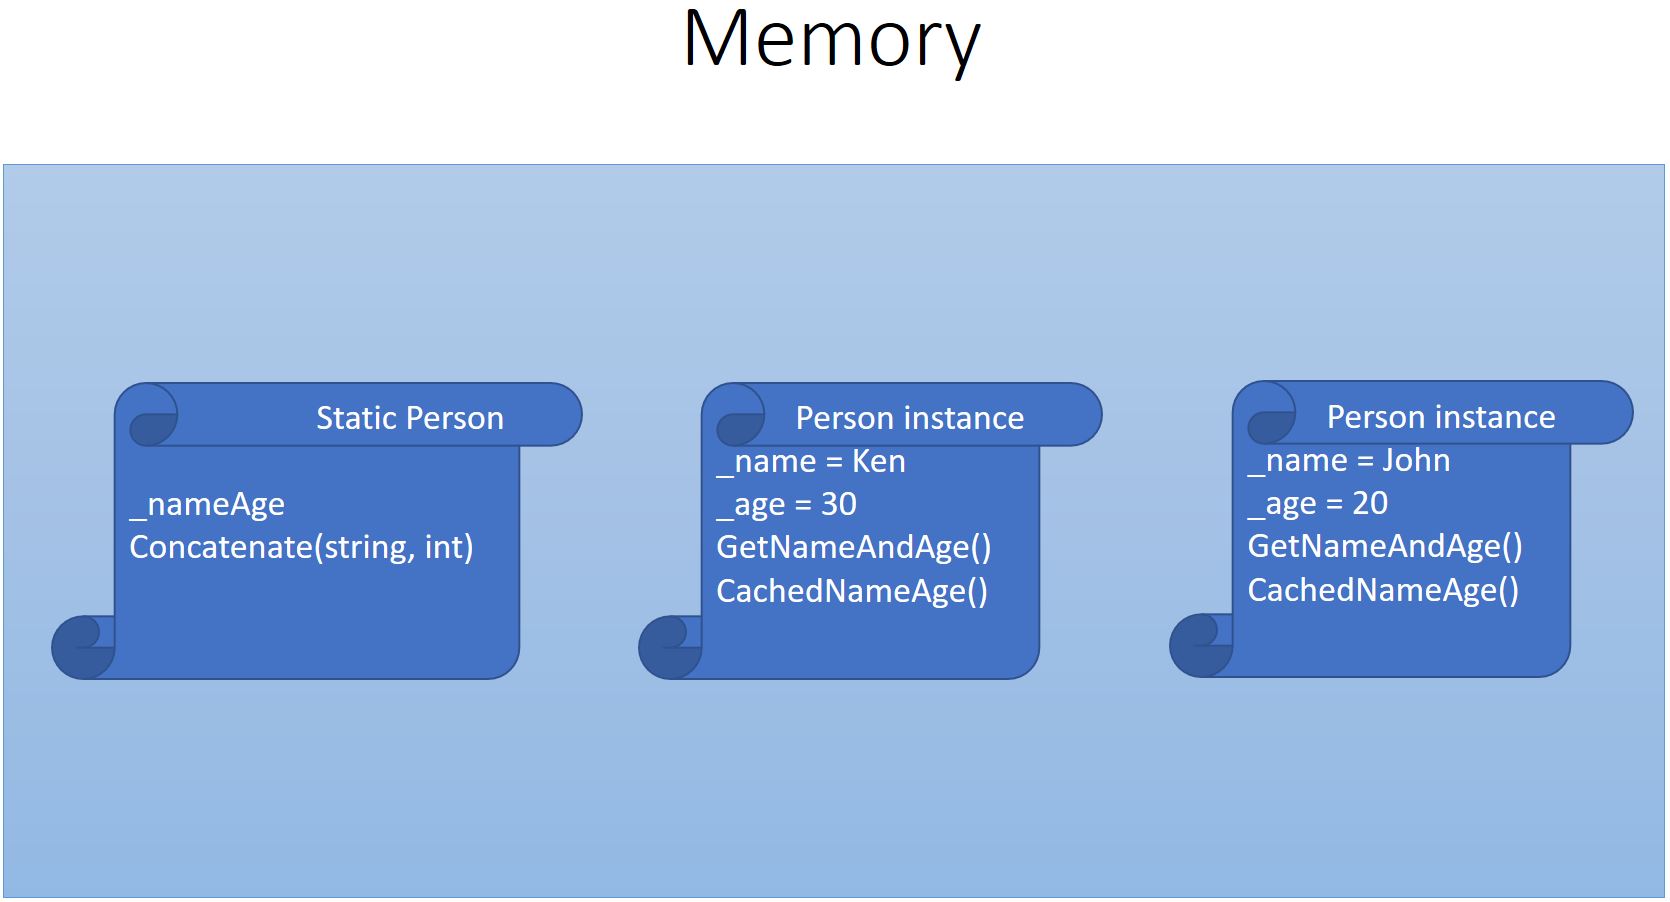 Memory
Static Person
_nameAge
Concatenate(string, int)
Person instance
_name = Ken
_age = 30
GetNameAndAge()
CachedNameAge()
Person instance
_name = John
_age = 20
GetNameAndAge()
CachedNameAge()